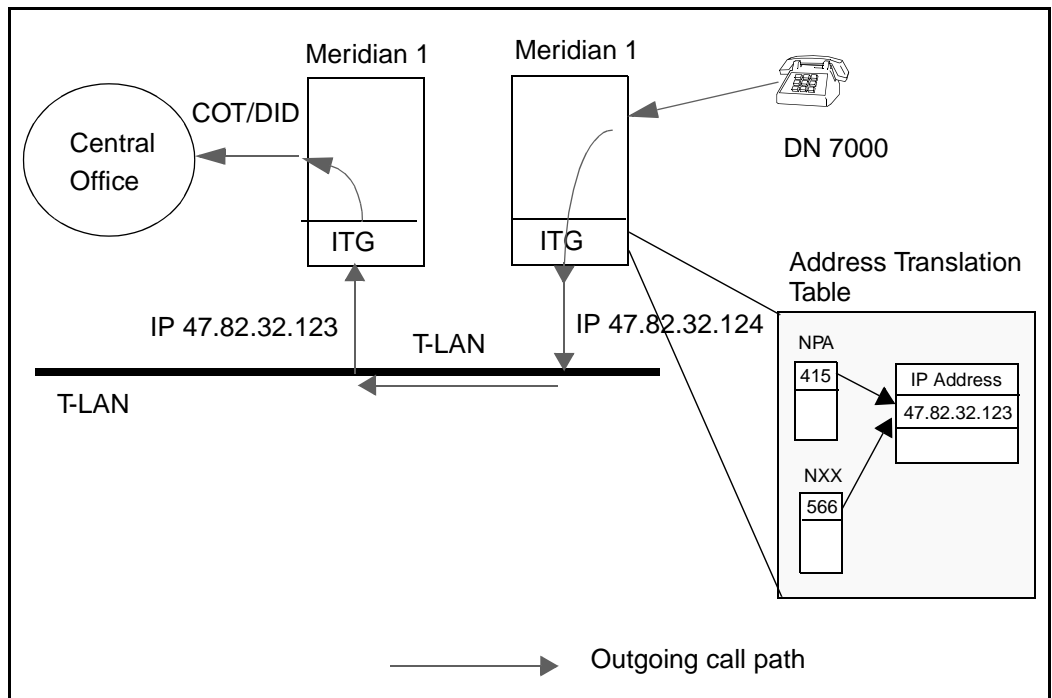 Meridian 1
Meridian 1
COT/DID
Central
Office
DN 7000
ITG
ITG
Address Translation
Table
IP 47.82.32.123
T-LAN
IP 47.82.32.124
T-LAN
NPA
415
IP Address
47.82.32.123
NXX
566
Outgoing call path